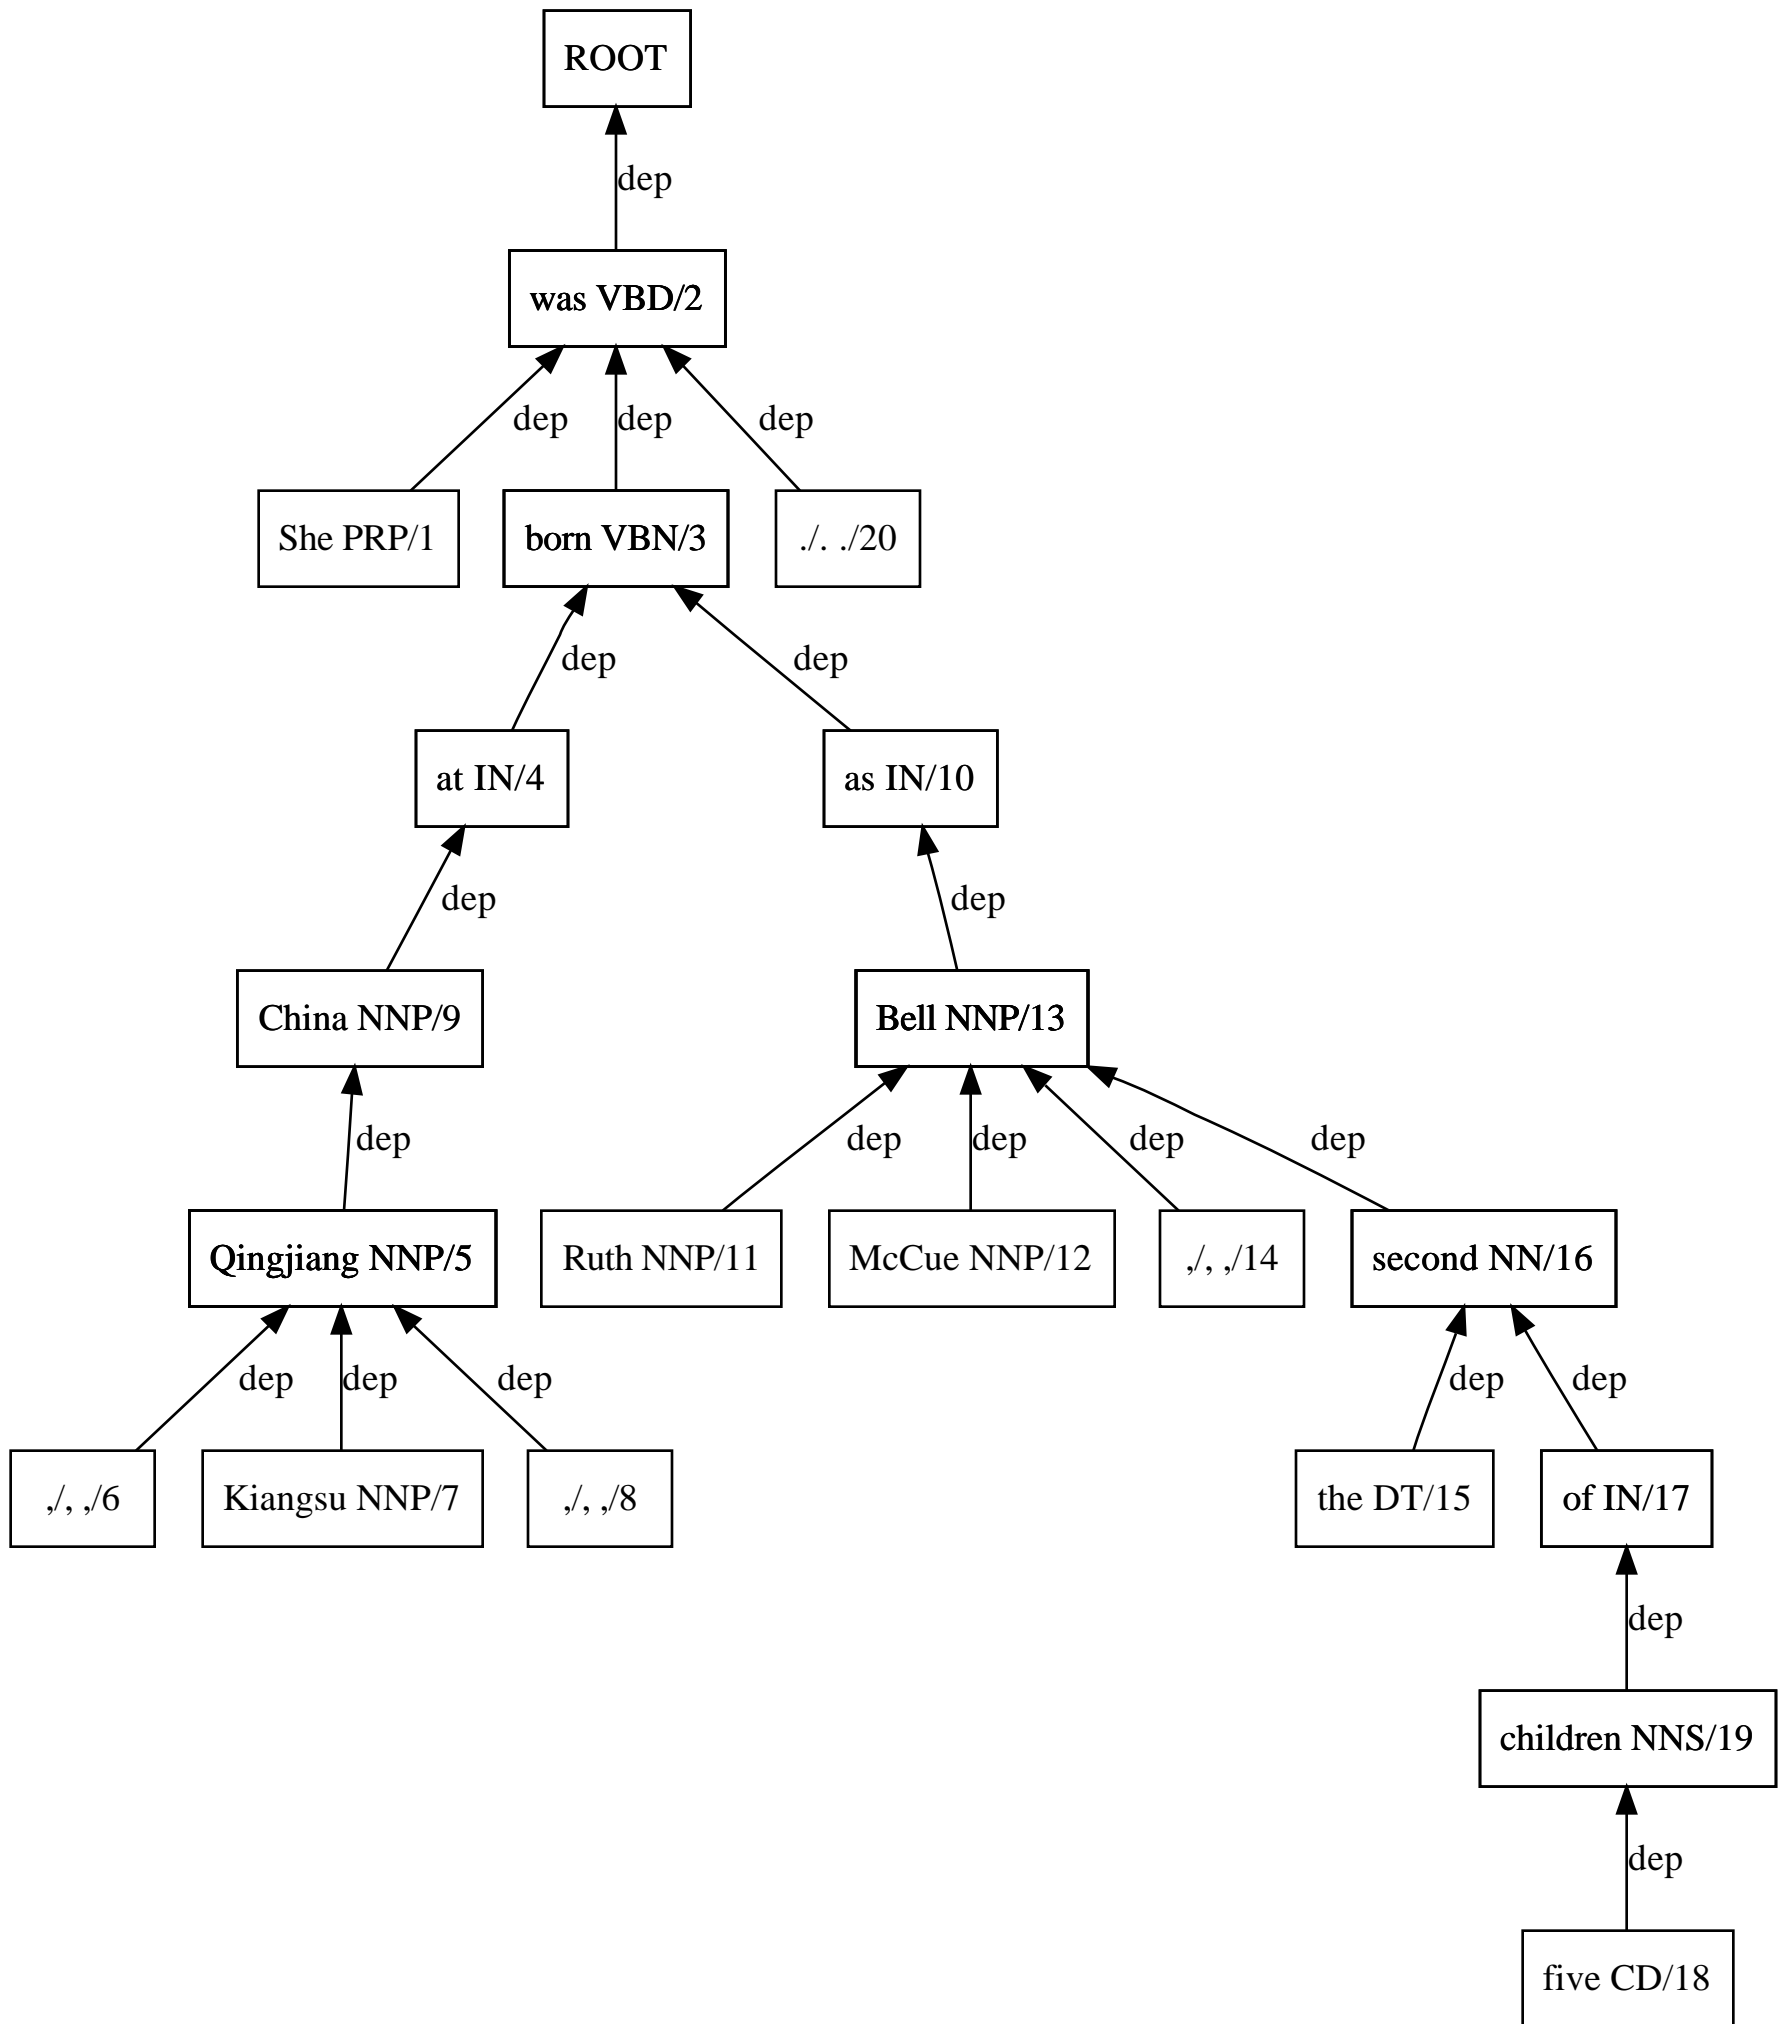 ROOT
dep
was VBD/2
dep dep dep
She PRP/1 born VBN/3 ./. ./20
dep dep
at IN/4 as IN/10
dep dep
China NNP/9 Bell NNP/13
dep dep dep dep dep
Qingjiang NNP/5 Ruth NNP/11 McCue NNP/12 ,/, ,/14 second NN/16
dep dep dep dep dep
,/, ,/6 Kiangsu NNP/7 ,/, ,/8 the DT/15 of IN/17
dep
children NNS/19
dep
five CD/18